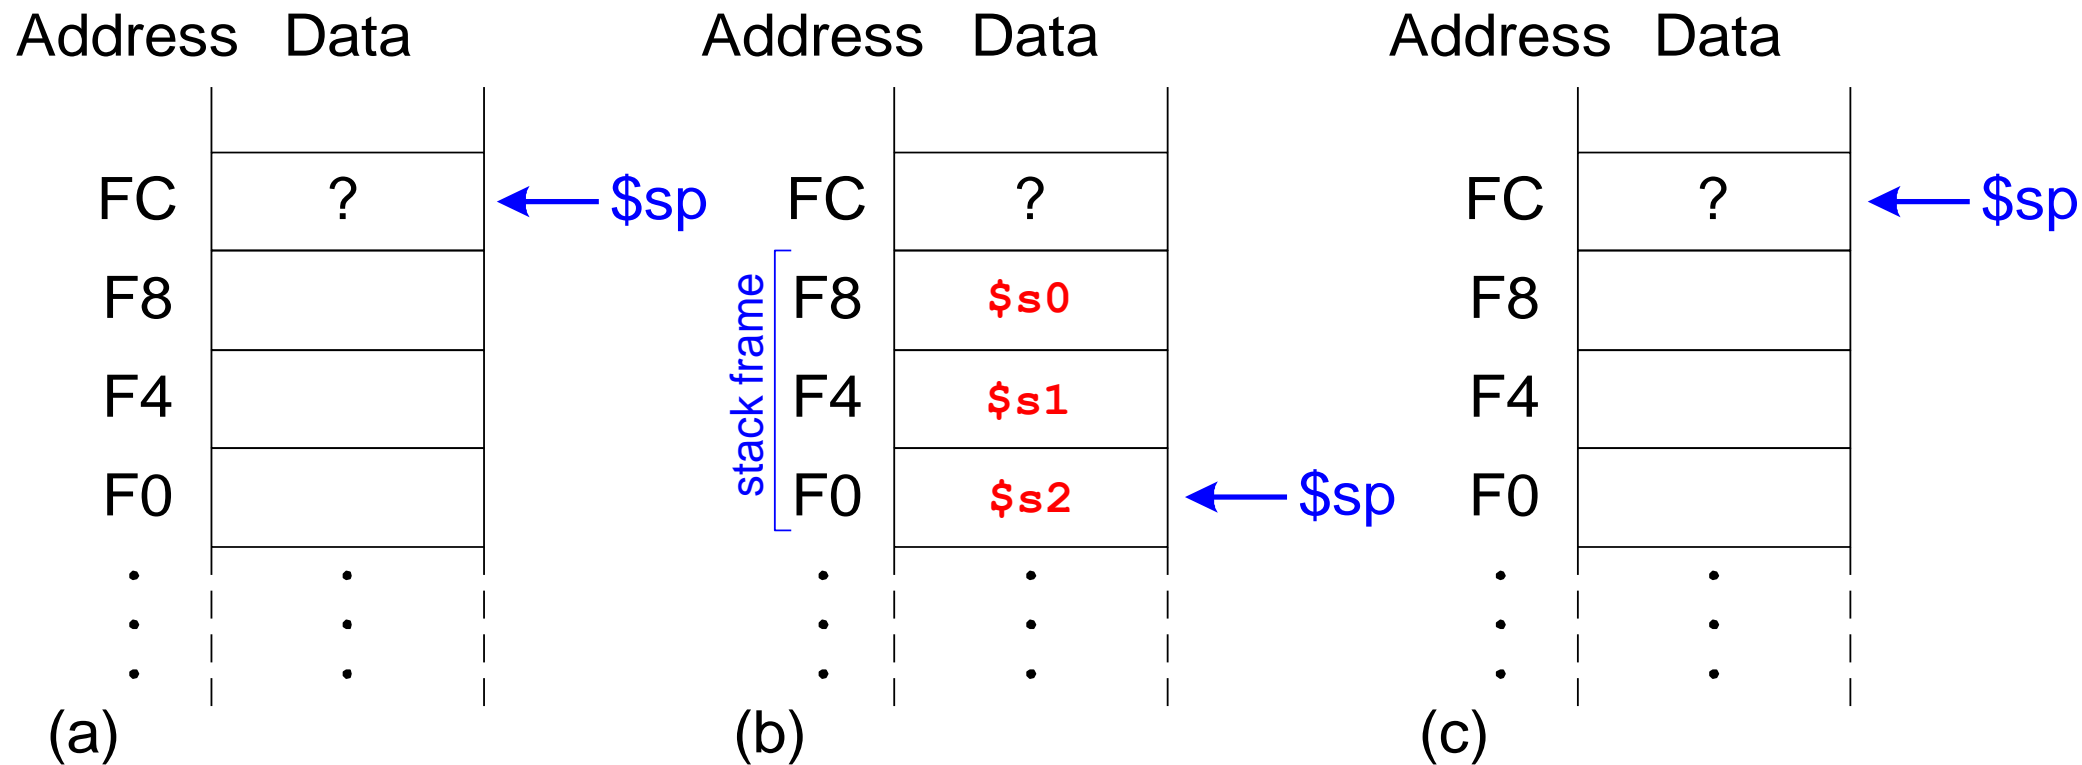 Address Data Address Data Address Data
FC ? $sp FC ? $sp
F8 F8 $s0 F8
F4 F4 $s1 F4
F0 F0 $s2 $sp F0
FC ? $sp
stack frame
(a) (b) (c)